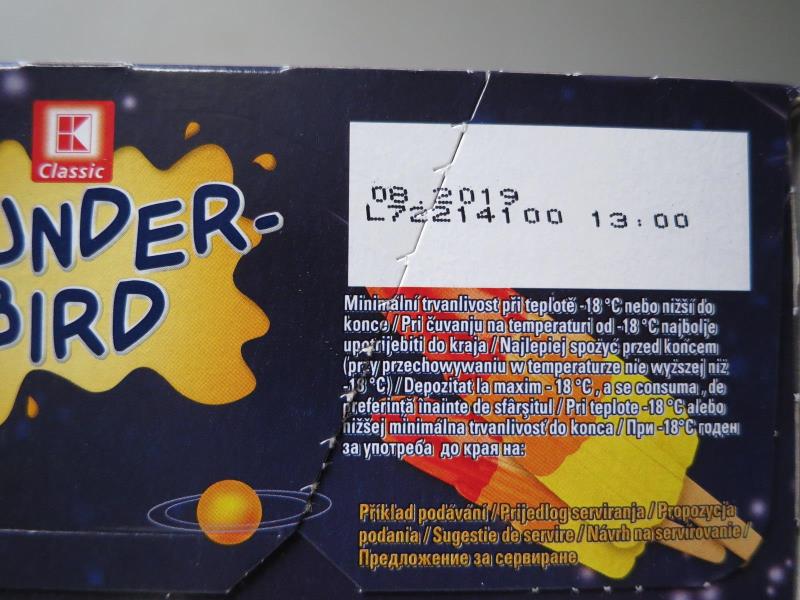 K
Classic
UNDER-
BIRD
08 2019
L72214100 13:00
Minimální trvanlivost při teplotě -18 °C nebo nižší do
konce / Pri čuvanju na temperaturi od -18 °C najbolje
upotrijebiti do kraja / Najlepiej spożyć przed końcem
(przy przechowywaniu w temperaturze nie wyższej niż
-18 °C) / Depozitat la maxim - 18 °C , a se consuma , de
preferință înainte de sfârşitul / Pri teplote -18 °C alebo
nižšej minimálna trvanlivosť do konca / При -18°C годен
за употреба до края на:
Příklad podávání / Prijedlog serviranja / Propozycja
podania / Sugestie de servire / Návrh na servírovanie /
Предложение за сервиране